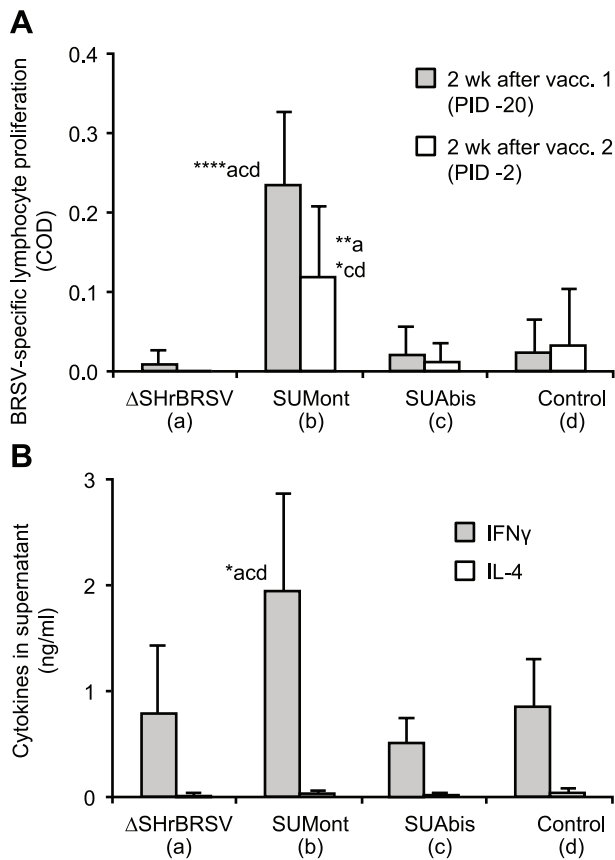 A
BRSV-specific lymphocyte proliferation
(COD)
0.4
0.3
0.2
0.1
0.0
2 wk after vacc. 1
(PID -20)
2 wk after vacc. 2
(PID -2)
****acd
**a
*cd
ΔSHrBRSV
(a)
SUMont
(b)
SUAbis
(c)
Control
(d)
B
Cytokines in supernatant
(ng/ml)
3
2
1
0
IFNγ
IL-4
*acd
ΔSHrBRSV
(a)
SUMont
(b)
SUAbis
(c)
Control
(d)